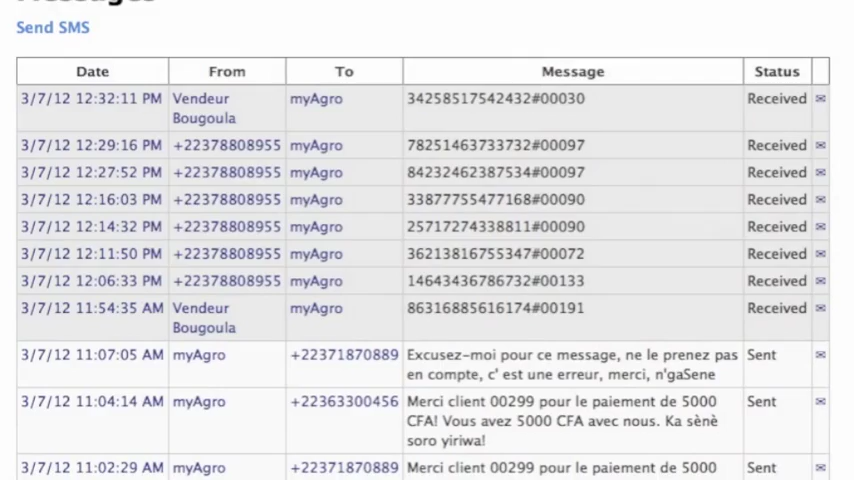 Messages
Send SMS
Date From To Message Status
3/7/12 12:32:11 PM Vendeur myAgro 34258517542432#00030 Received
Bougoula
3/7/12 12:29:16 PM +22378808955 myAgro 78251463733732#00097 Received
3/7/12 12:27:52 PM +22378808955 myAgro 84232462387534#00097 Received
3/7/12 12:16:03 PM +22378808955 myAgro 33877755477168#00090 Received
3/7/12 12:14:32 PM +22378808955 myAgro 25717274338811#00090 Received
3/7/12 12:11:50 PM +22378808955 myAgro 36213816755347#00072 Received
3/7/12 12:06:33 PM +22378808955 myAgro 14643436786732#00133 Received
3/7/12 11:54:35 AM Vendeur myAgro 86316885616174#00191 Received
Bougoula
3/7/12 11:07:05 AM myAgro +22371870889 Excusez-moi pour ce message, ne le prenez pas Sent
en compte, c' est une erreur, merci, n'gaSene
3/7/12 11:04:14 AM myAgro +22363300456 Merci client 00299 pour le paiement de 5000 Sent
CFA! Vous avez 5000 CFA avec nous. Ka sènè
soro yiriwa!
3/7/12 11:02:29 AM myAgro +22371870889 Merci client 00299 pour le paiement de 5000 Sent